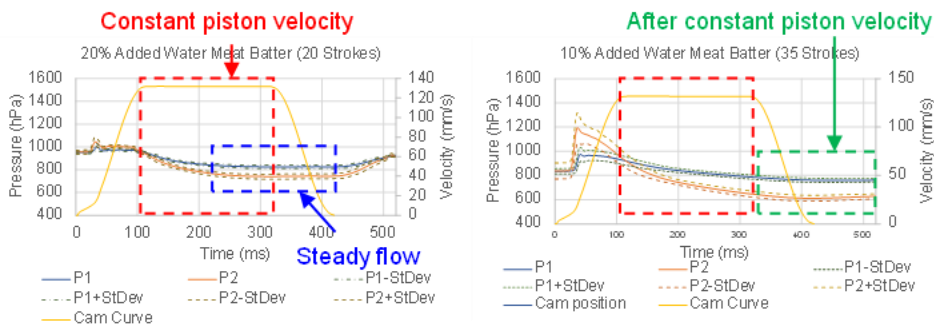 Constant piston velocity
After constant piston velocity
20% Added Water Meat Batter (20 Strokes)
1600
1400
1200
1000
800
600
400
Pressure (hPa)
140
120
100
80
60
40
20
0
Velocity (mm/s)
0 100 200 300 400 500
Time (ms)
Steady flow
P1 P2 P1-StDev
P1+StDev P2-StDev P2+StDev
Cam Curve
10% Added Water Meat Batter (35 Strokes)
1600
1400
1200
1000
800
600
400
Pressure (hPa)
150
100
50
0
Velocity (mm/s)
0 100 200 300 400 500
Time (ms)
P1 P2 P1-StDev
P1+StDev P2-StDev P2+StDev
Cam position Cam Curve